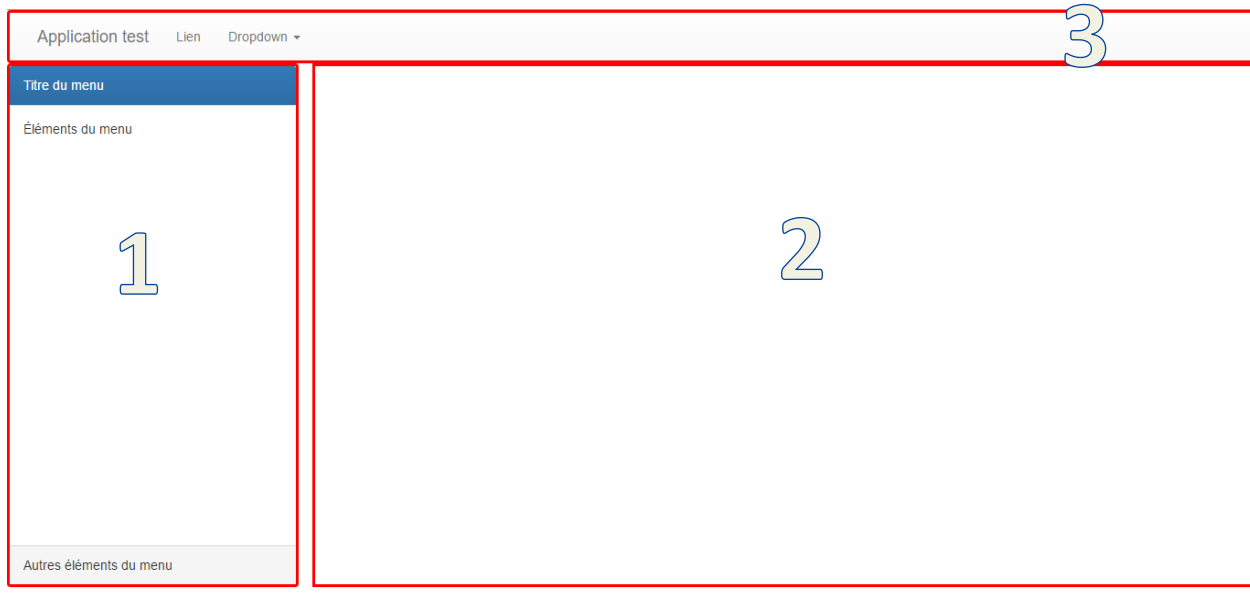 Application test Lien Dropdown
3
Titre du menu
Éléments du menu
1
2
Autres éléments du menu